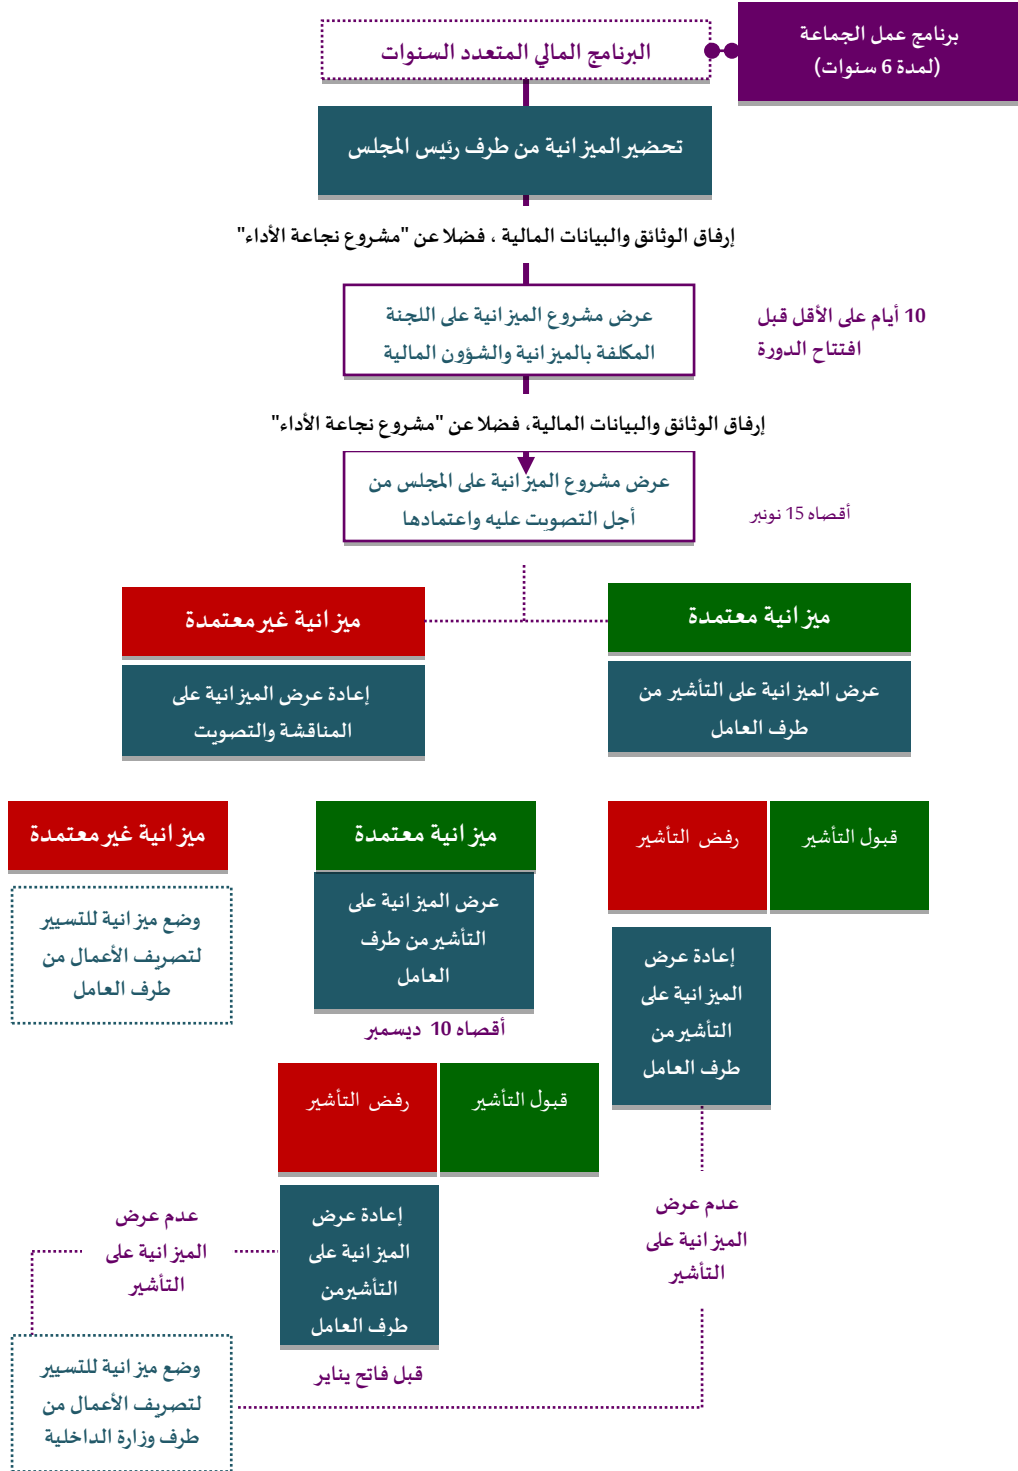 برنامج عمل الجماعة
(لمدة 6 سنوات)
البرنامج المالي المتعدد السنوات
تحضير الميزانية من طرف رئيس المجلس
إرفاق الوثائق والبيانات المالية ، فضلا عن "مشروع نجاعة الأداء"
عرض مشروع الميزانية على اللجنة
المكلفة بالميزانية والشؤون المالية
10 أيام على الأقل قبل
افتتاح الدورة
إرفاق الوثائق والبيانات المالية، فضلا عن "مشروع نجاعة الأداء"
عرض مشروع الميزانية على المجلس من
أجل التصويت عليه واعتمادها
أقصاه 15 نونبر
ميزانية معتمدة
عرض الميزانية على التأشير من
طرف العامل
ميزانية غير معتمدة
إعادة عرض الميزانية على
المناقشة والتصويت
قبول التأشير
رفض التأشير
إعادة عرض
الميزانية على
التأشير من
طرف العامل
ميزانية معتمدة
عرض الميزانية على
التأشير من طرف
العامل
أقصاه 10 ديسمبر
ميزانية غير معتمدة
وضع ميزانية للتسيير
لتصريف الأعمال من
طرف العامل
قبول التأشير
رفض التأشير
عدم عرض
الميزانية على
التأشير
إعادة عرض
الميزانية على
التأشير من
طرف العامل
قبل فاتح يناير
عدم عرض
الميزانية على
التأشير
وضع ميزانية للتسيير
لتصريف الأعمال من
طرف وزارة الداخلية